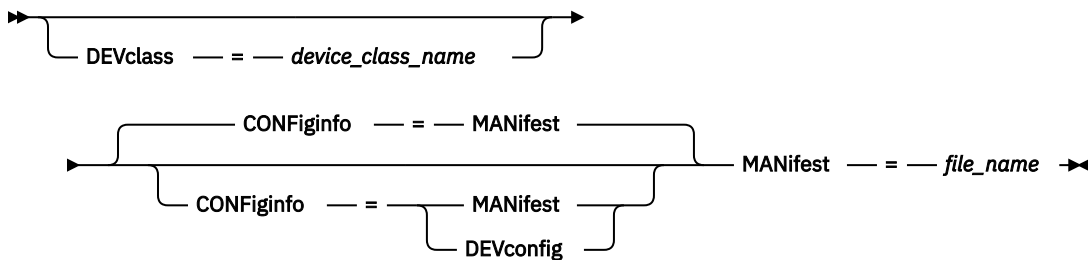 DEVclass = device_class_name
CONFiginfo = MANifest
MANifest = file_name
CONFiginfo = MANifest
DEVconfig